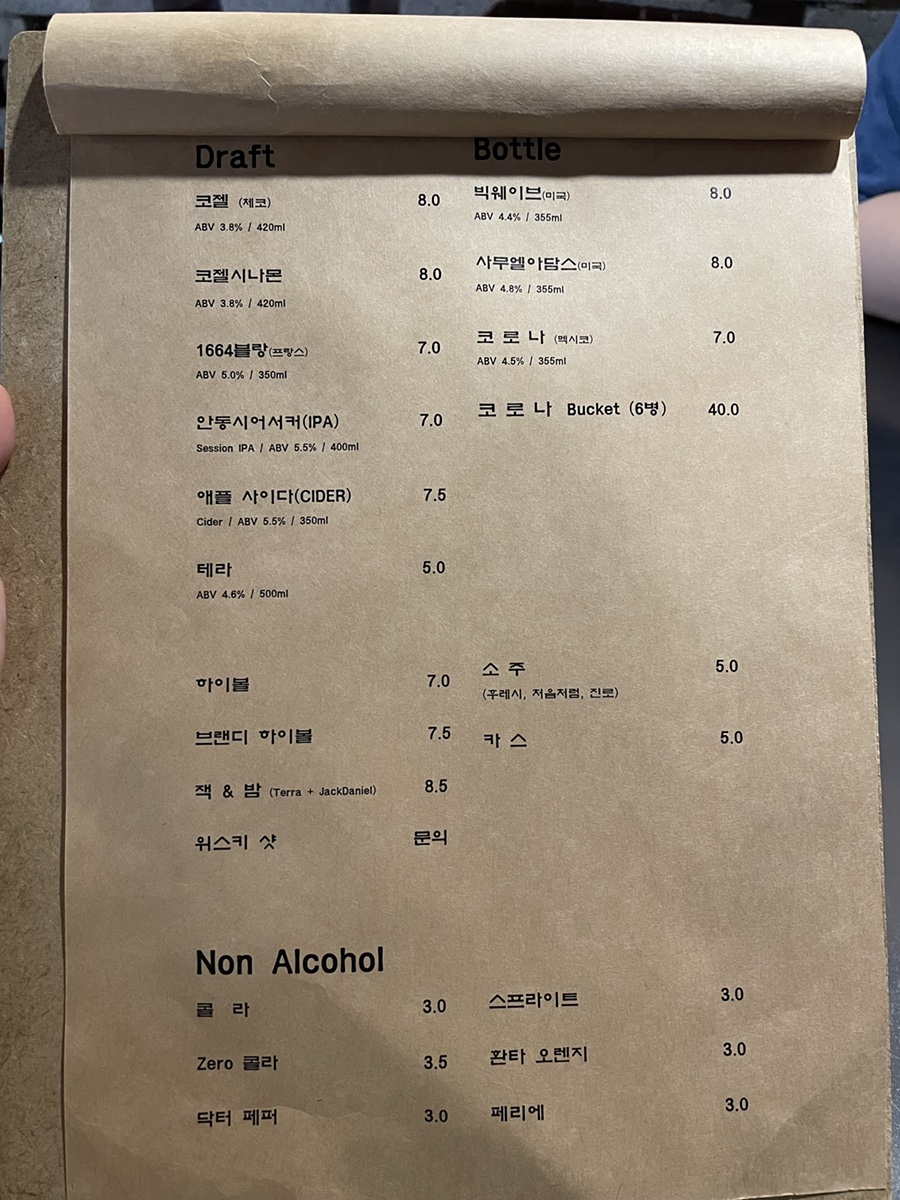 Draft
코젤 (체코) 8.0
ABV 3.8% / 420ml
코젤시나몬 8.0
ABV 3.8% / 420ml
1664블랑(프랑스) 7.0
ABV 5.0% / 350ml
안동시어서커(IPA) 7.0
Session IPA / ABV 5.5% / 400ml
애플 사이다(CIDER) 7.5
Cider / ABV 5.5% / 350ml
테라 5.0
ABV 4.6% / 500ml
하이볼 7.0
브랜디 하이볼 7.5
잭 & 밤 (Terra + JackDaniel) 8.5
위스키 샷 문의
Bottle
빅웨이브(미국) 8.0
ABV 4.4% / 355ml
사무엘아담스(미국) 8.0
ABV 4.8% / 355ml
코 로 나 (멕시코) 7.0
ABV 4.5% / 355ml
코 로 나 Bucket (6병) 40.0
소 주 5.0
(후레시, 처음처럼, 진로)
카 스 5.0
Non Alcohol
콜 라 3.0
Zero 콜라 3.5
닥터 페퍼 3.0
스프라이트 3.0
환타 오렌지 3.0
페리에 3.0